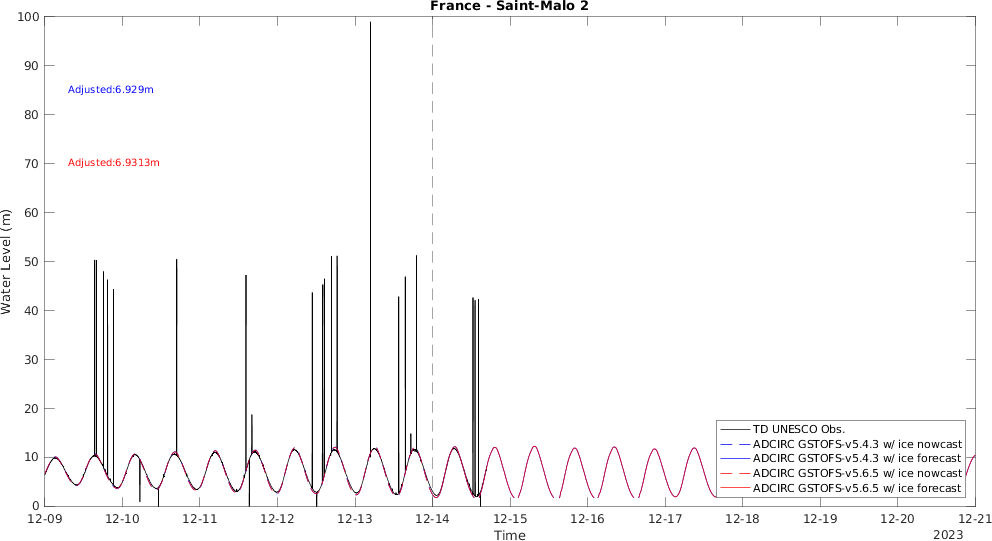 France - Saint-Malo 2
100
90
80
70
60
50
40
30
20
10
0
Water Level (m)
Adjusted:6.929m
Adjusted:6.9313m
TD UNESCO Obs.
ADCIRC GSTOFS-v5.4.3 w/ ice nowcast
ADCIRC GSTOFS-v5.4.3 w/ ice forecast
ADCIRC GSTOFS-v5.6.5 w/ ice nowcast
ADCIRC GSTOFS-v5.6.5 w/ ice forecast
12-09 12-10 12-11 12-12 12-13 12-14 12-15 12-16 12-17 12-18 12-19 12-20 12-21
Time
2023